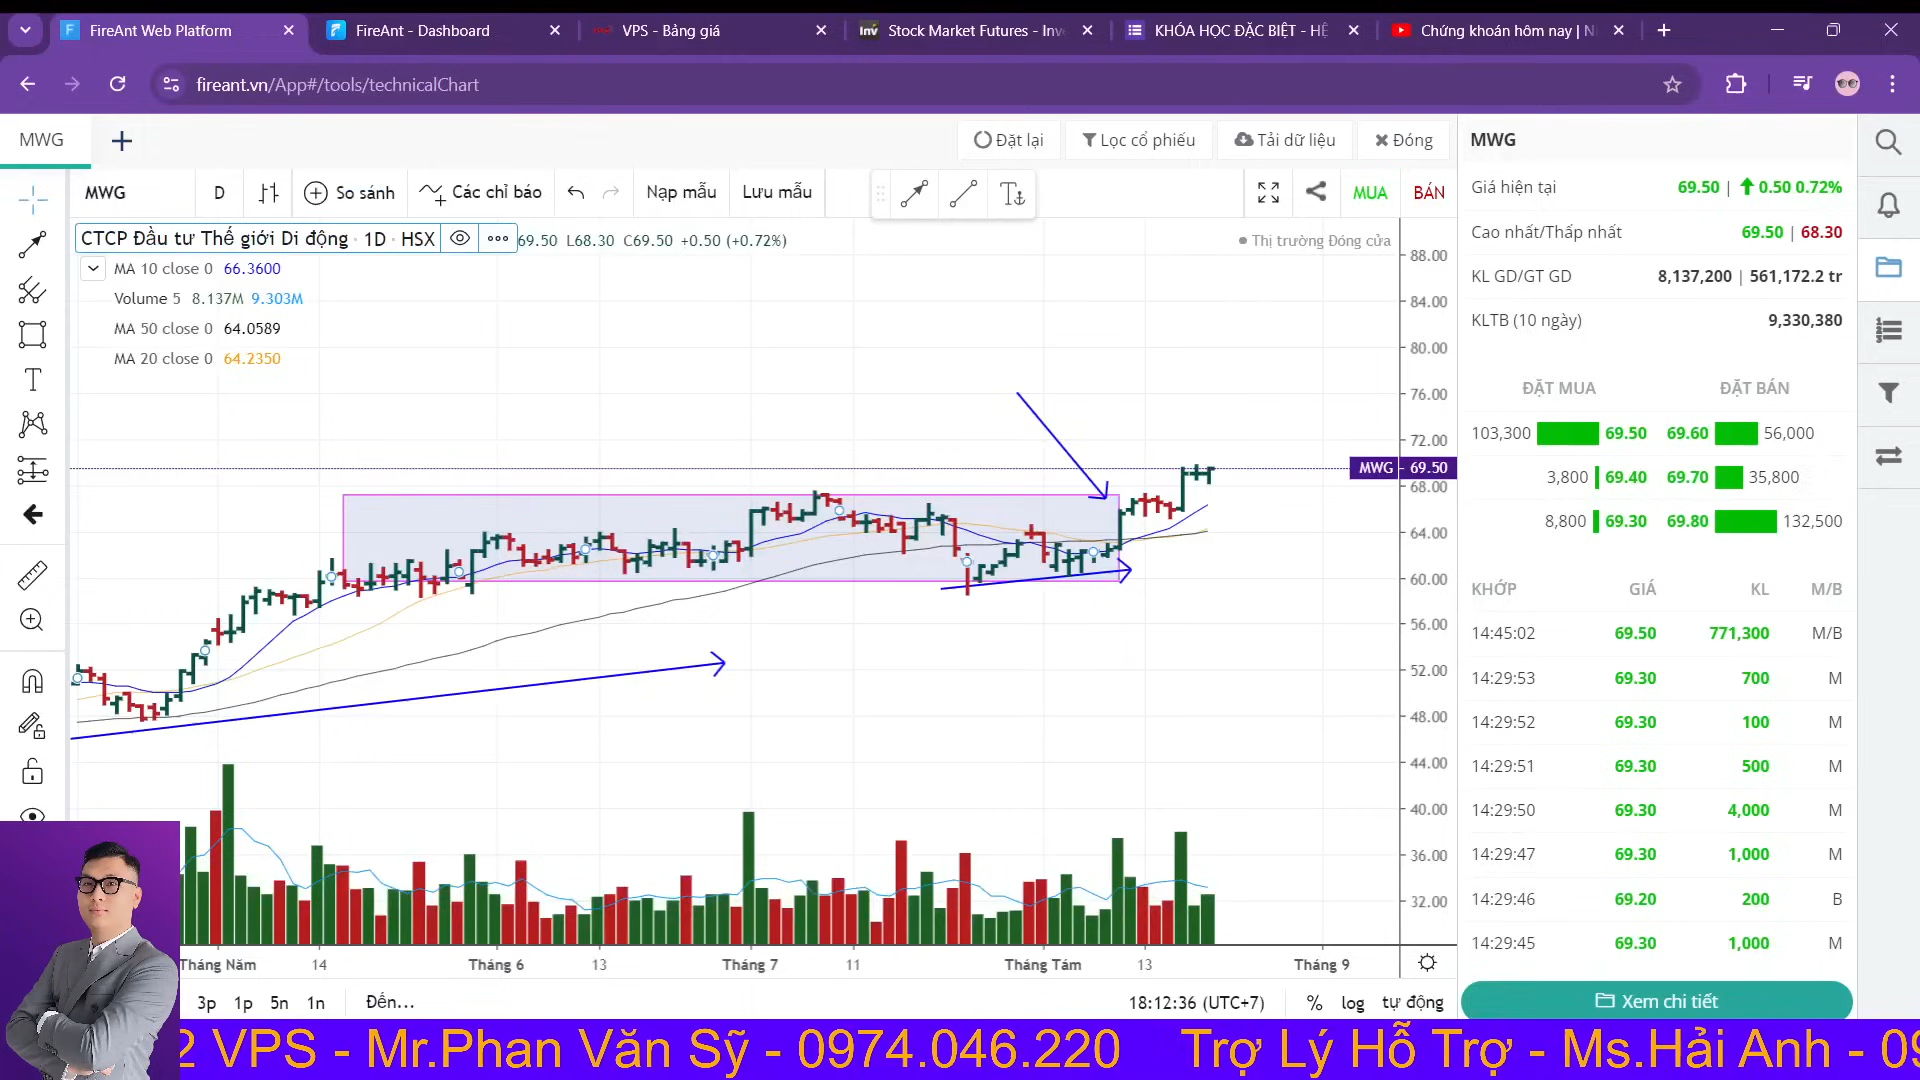 FireAnt Web Platform
FireAnt - Dashboard
VPS - Bảng giá
Inv
Stock Market Futures - Inve
KHÓA HỌC ĐẶC BIỆT - HỆ
Chứng khoán hôm nay |
fireant.vn/App#/tools/technicalChart
MWG
Đặt lại
Lọc cổ phiếu
Tải dữ liệu
Đóng
MWG
MWG
D
So sánh
Các chỉ báo
Nạp mẫu
Lưu mẫu
MUA
BÁN
CTCP Đầu tư Thế giới Di động · 1D · HSX
69.50 L68.30 C69.50 +0.50 (+0.72%)
Thị trường Đóng cửa
MA 10 close 0 66.3600
Volume 5 8.137M 9.303M
MA 50 close 0 64.0589
MA 20 close 0 64.2350
88.00
84.00
80.00
76.00
72.00
MWG 69.50
68.00
64.00
60.00
56.00
52.00
48.00
44.00
40.00
36.00
32.00
Tháng Năm 14 Tháng 6 13 Tháng 7 11 Tháng Tám 13 Tháng 9
3p 1p 5n 1n Đến...
18:12:36 (UTC+7) % log tự động
Giá hiện tại 69.50 | 0.50 0.72%
Cao nhất/Thấp nhất 69.50 | 68.30
KL GD/GT GD 8,137,200 | 561,172.2 tr
KLTB (10 ngày) 9,330,380
ĐẶT MUA ĐẶT BÁN
103,300 69.50 69.60 56,000
3,800 69.40 69.70 35,800
8,800 69.30 69.80 132,500
KHỚP GIÁ KL M/B
14:45:02 69.50 771,300 M/B
14:29:53 69.30 700 M
14:29:52 69.30 100 M
14:29:51 69.30 500 M
14:29:50 69.30 4,000 M
14:29:47 69.30 1,000 M
14:29:46 69.20 200 B
14:29:45 69.30 1,000 M
Xem chi tiết
2 VPS - Mr.Phan Văn Sỹ - 0974.046.220 Trợ Lý Hỗ Trợ - Ms.Hải Anh - 09